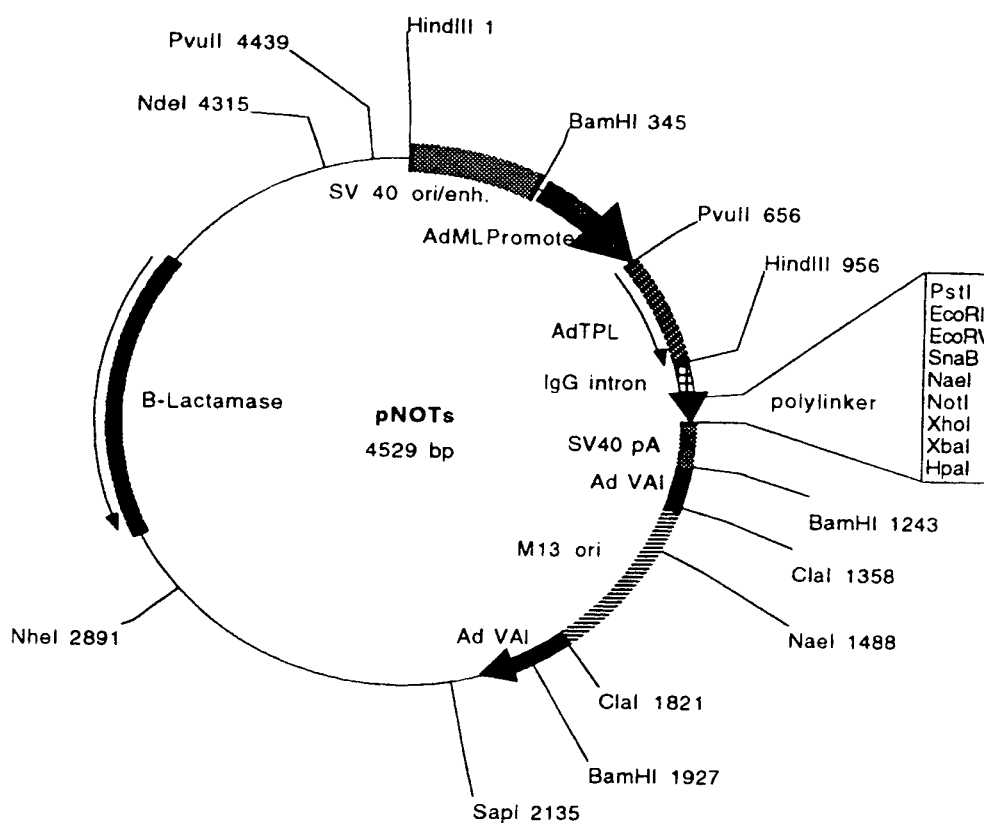 HindIII 1
PvuII 4439
NdeI 4315
BamHI 345
SV 40 ori/enh.
AdMLPromote
PvuII 656
HindIII 956
PstI
EcoRI
EcoRV
SnaB
NaeI
NotI
XhoI
XbaI
HpaI
AdTPL
IgG intron
polylinker
B-Lactamase
pNOTs
4529 bp
SV40 pA
Ad VAI
BamHI 1243
M13 ori
ClaI 1358
NaeI 1488
NheI 2891
Ad VAI
ClaI 1821
BamHI 1927
SapI 2135